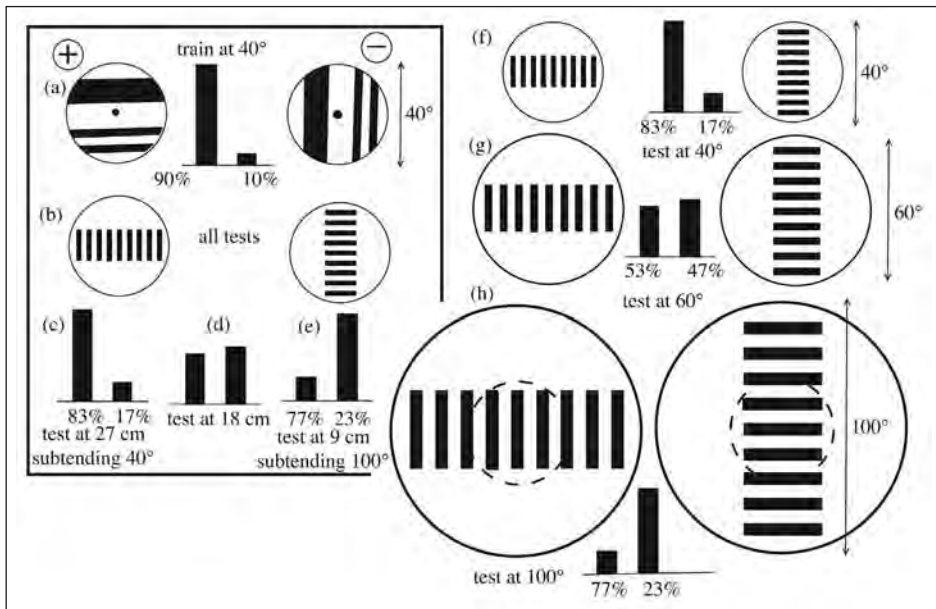 +
−
train at 40°
(a)
40°
90% 10%
(b)
all tests
(c)
(d)
(e)
83% 17%
test at 27 cm
subtending 40°
test at 18 cm
77% 23%
test at 9 cm
subtending 100°
(f)
40°
83% 17%
test at 40°
(g)
60°
53% 47%
test at 60°
(h)
100°
test at 100°
77% 23%